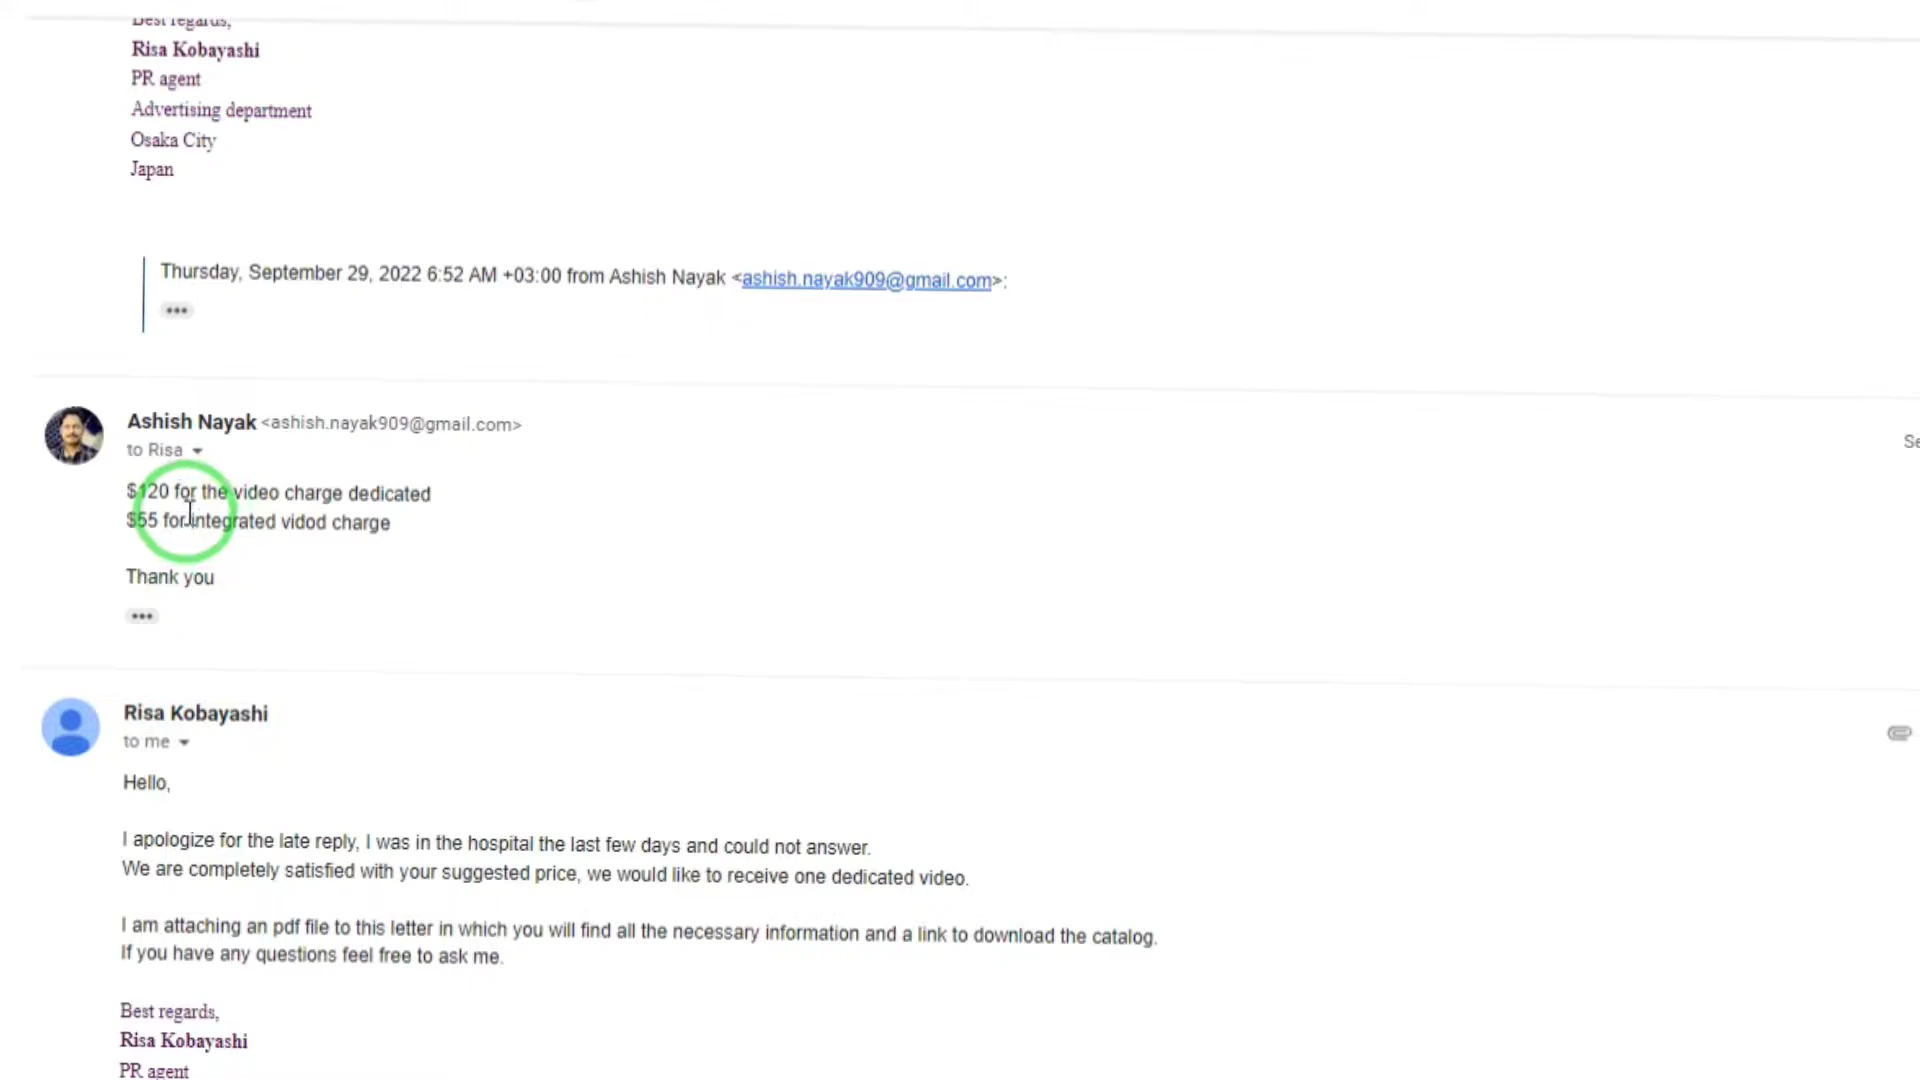 Best regards,
Risa Kobayashi
PR agent
Advertising department
Osaka City
Japan
Thursday, September 29, 2022 6:52 AM +03:00 from Ashish Nayak <ashish.nayak909@gmail.com>:
Ashish Nayak <ashish.nayak909@gmail.com>
to Risa
Se
$120 for the video charge dedicated
$55 for integrated vidod charge
Thank you
Risa Kobayashi
to me
Hello,
I apologize for the late reply, I was in the hospital the last few days and could not answer.
We are completely satisfied with your suggested price, we would like to receive one dedicated video.
I am attaching an pdf file to this letter in which you will find all the necessary information and a link to download the catalog.
If you have any questions feel free to ask me.
Best regards,
Risa Kobayashi
PR agent